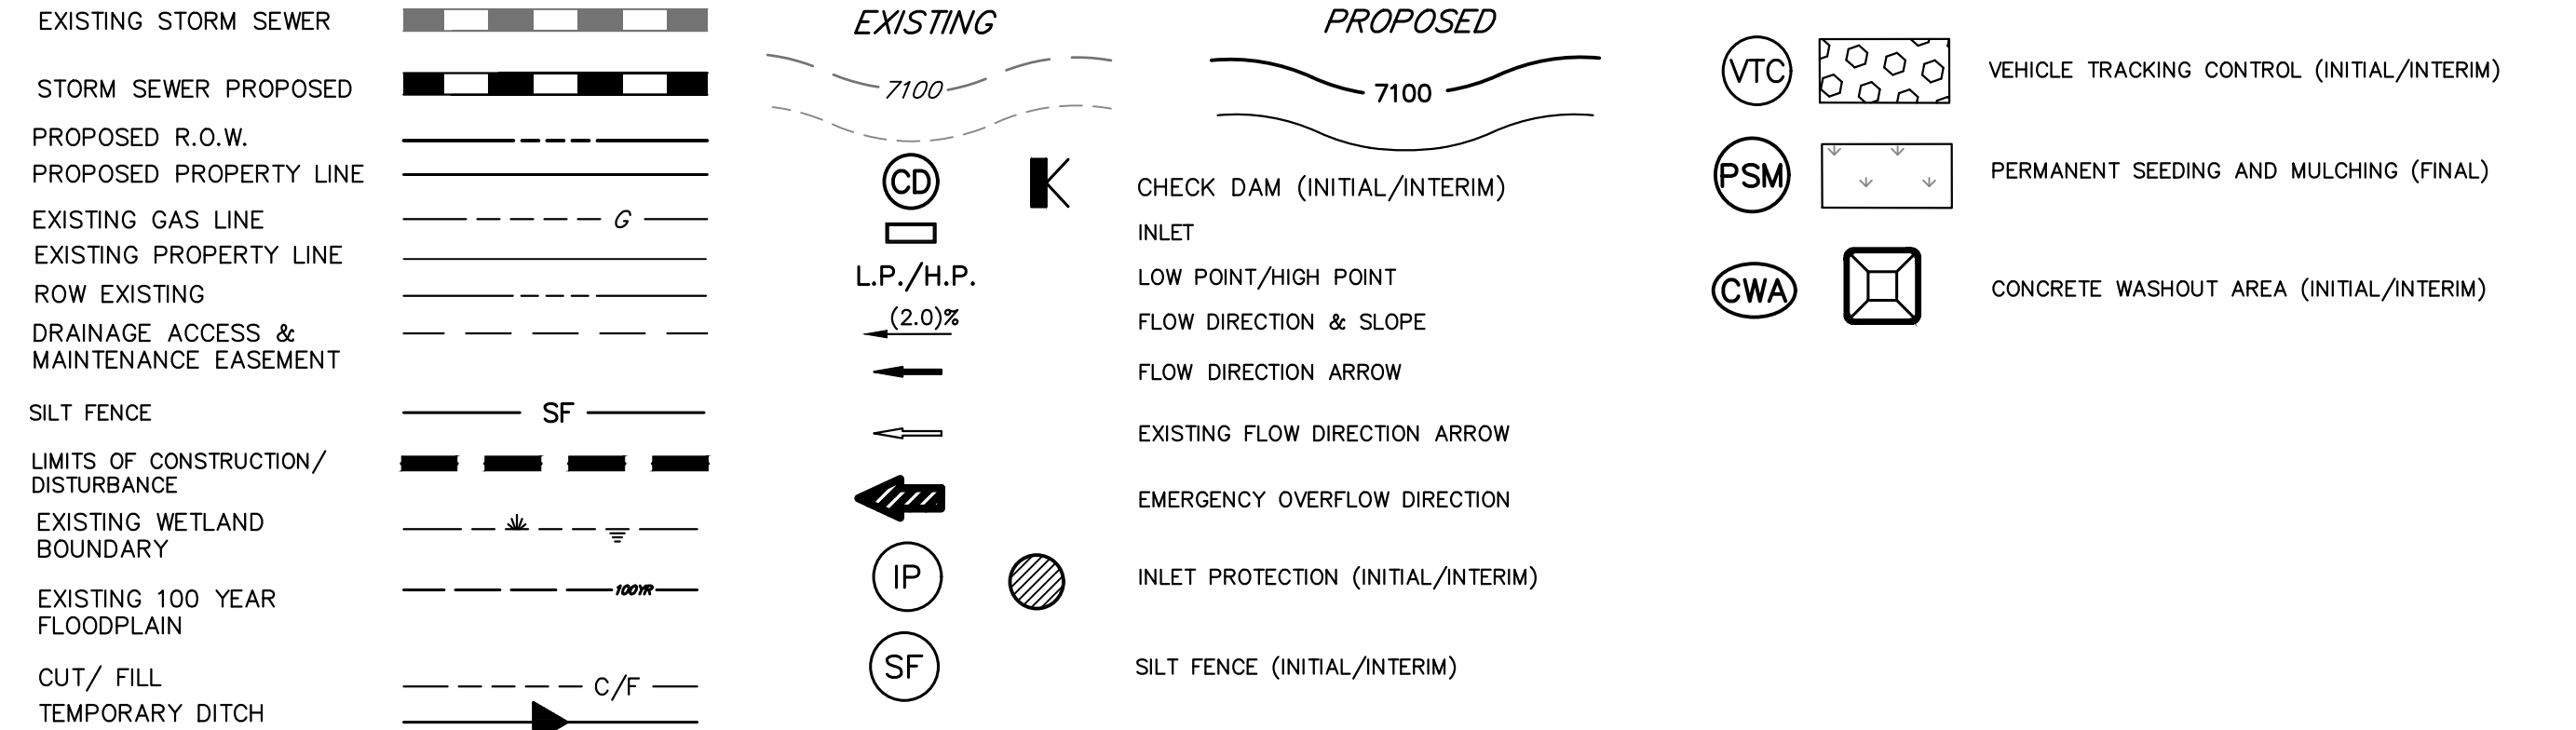 EXISTING STORM SEWER
STORM SEWER PROPOSED
PROPOSED R.O.W.
PROPOSED PROPERTY LINE
EXISTING GAS LINE
G
EXISTING PROPERTY LINE
ROW EXISTING
DRAINAGE ACCESS &
MAINTENANCE EASEMENT
SILT FENCE
SF
LIMITS OF CONSTRUCTION/
DISTURBANCE
EXISTING WETLAND
BOUNDARY
EXISTING 100 YEAR
FLOODPLAIN
100YR
CUT/ FILL
C/F
TEMPORARY DITCH
EXISTING
7100
PROPOSED
7100
CD
CHECK DAM (INITIAL/INTERIM)
INLET
L.P./H.P.
LOW POINT/HIGH POINT
(2.0)%
FLOW DIRECTION & SLOPE
FLOW DIRECTION ARROW
EXISTING FLOW DIRECTION ARROW
EMERGENCY OVERFLOW DIRECTION
IP
INLET PROTECTION (INITIAL/INTERIM)
SF
SILT FENCE (INITIAL/INTERIM)
VTC
VEHICLE TRACKING CONTROL (INITIAL/INTERIM)
PSM
PERMANENT SEEDING AND MULCHING (FINAL)
CWA
CONCRETE WASHOUT AREA (INITIAL/INTERIM)